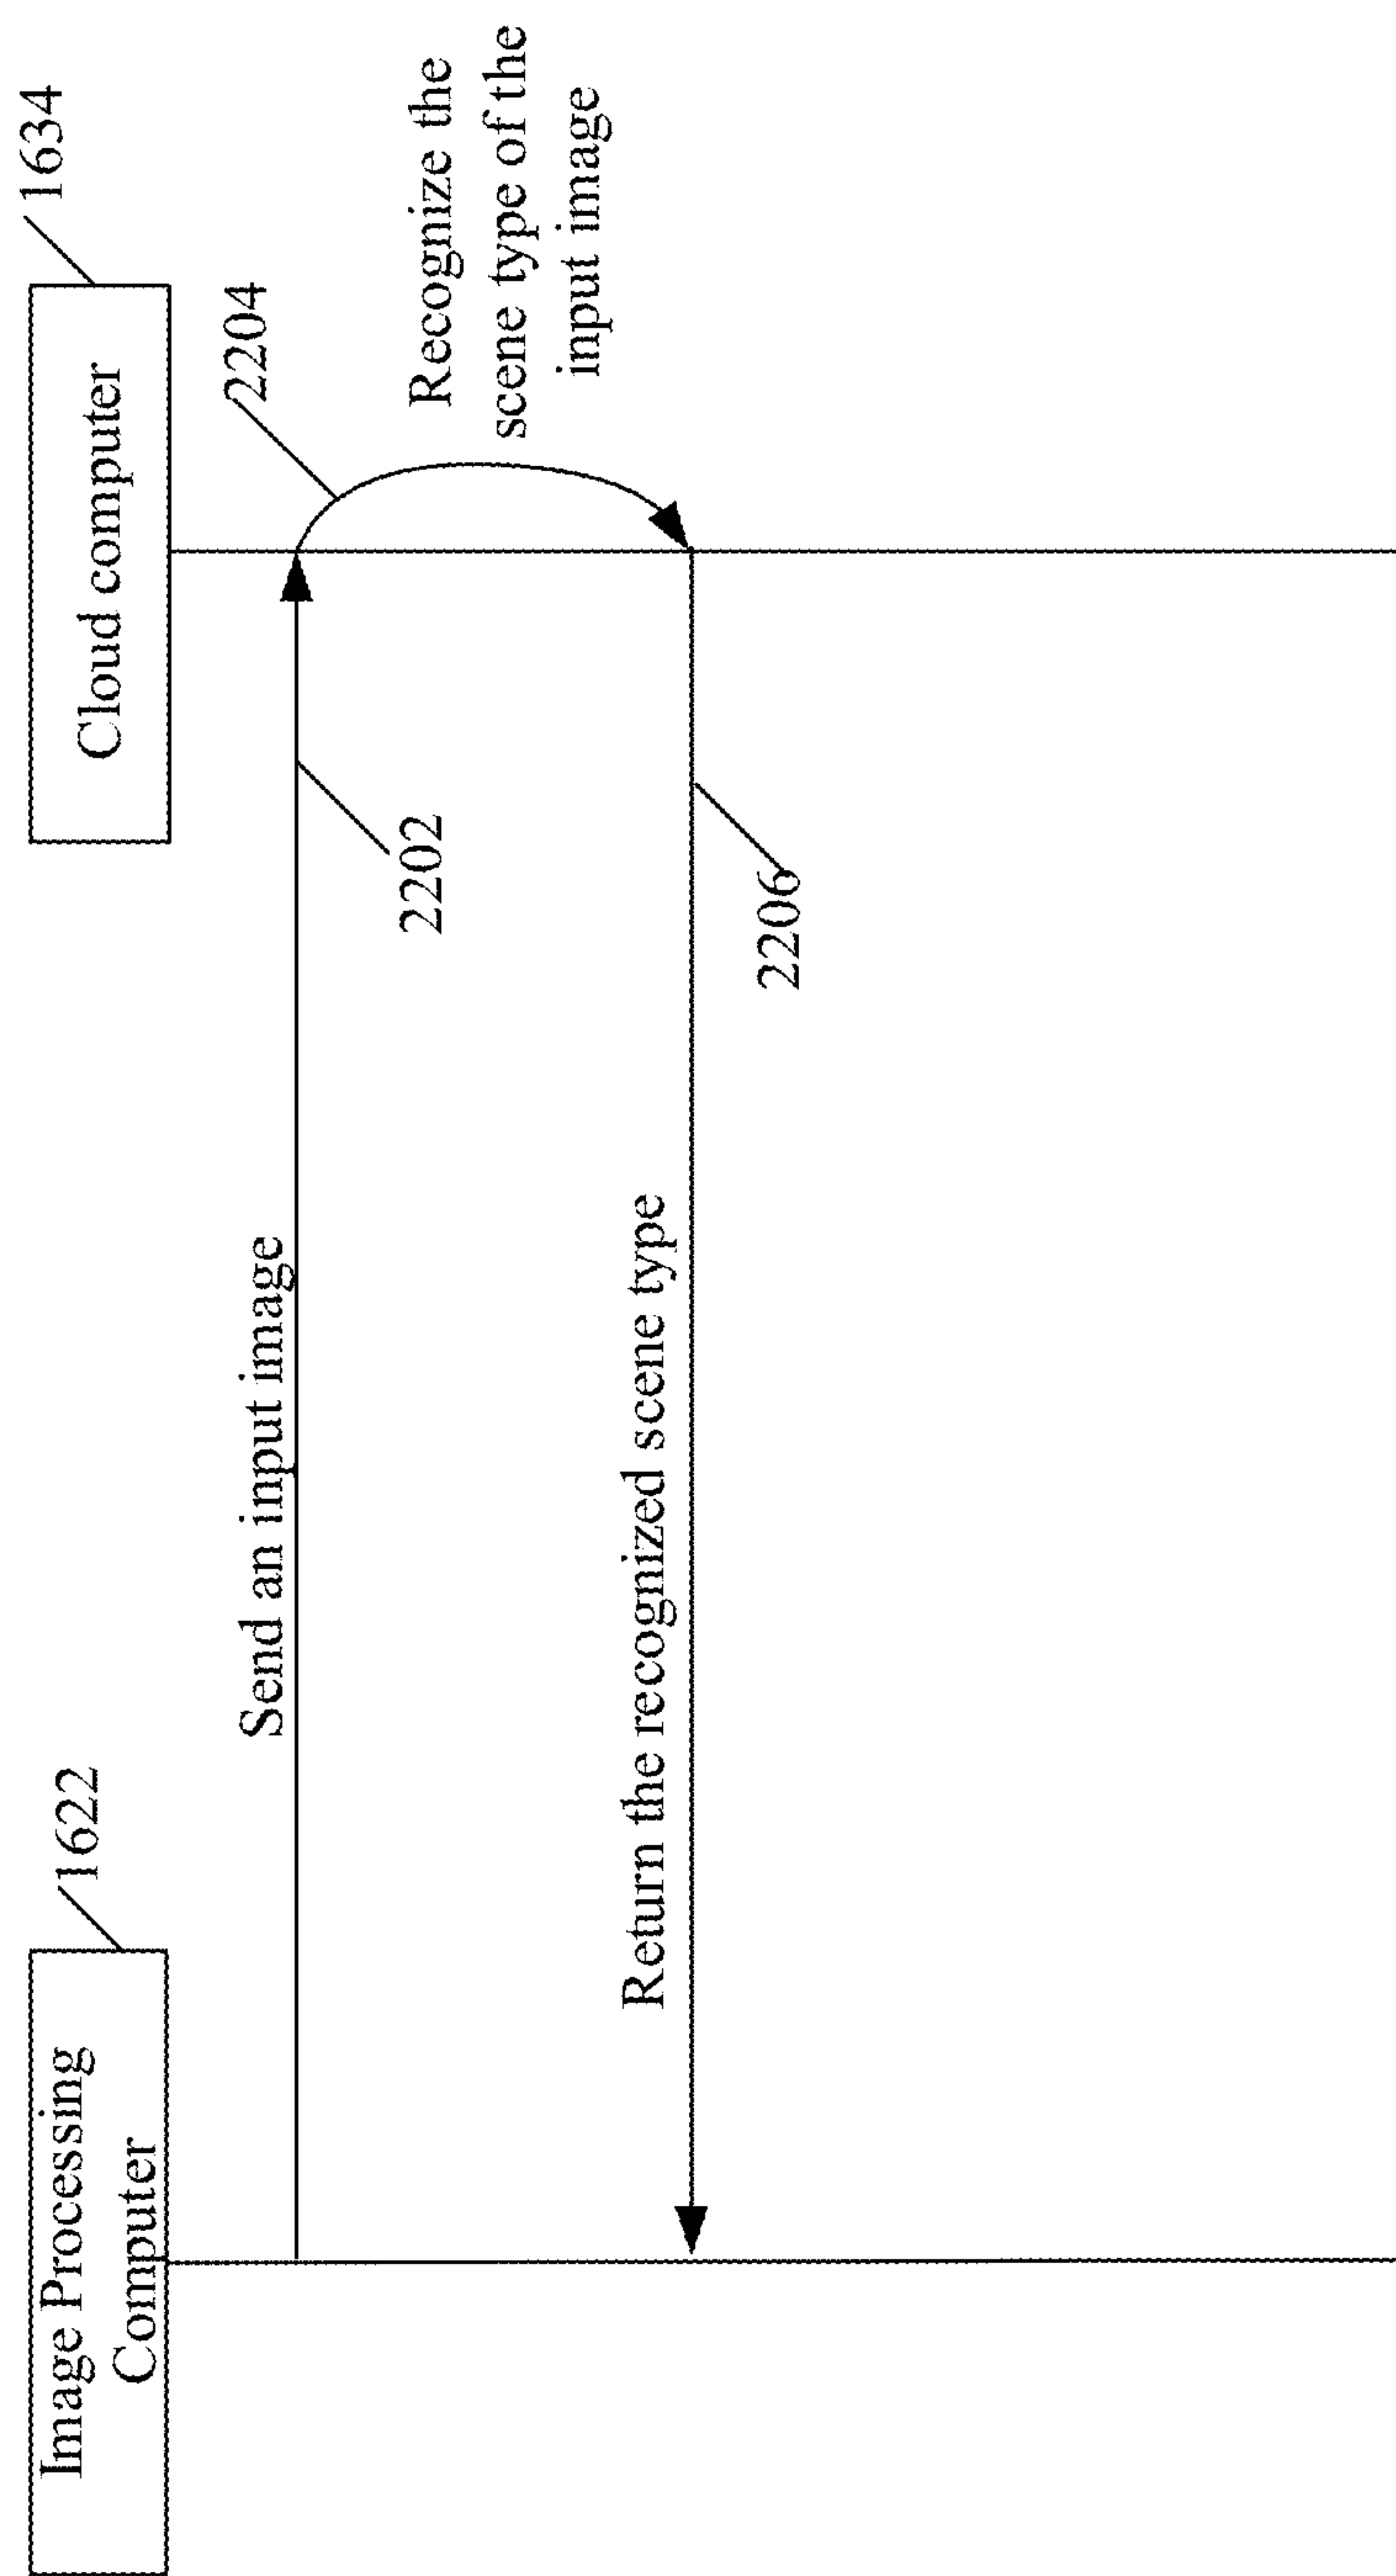 Image Processing
Computer
1622
Cloud computer
1634
Send an input image
2202
2204
Recognize the
scene type of the
input image
Return the recognized scene type
2206